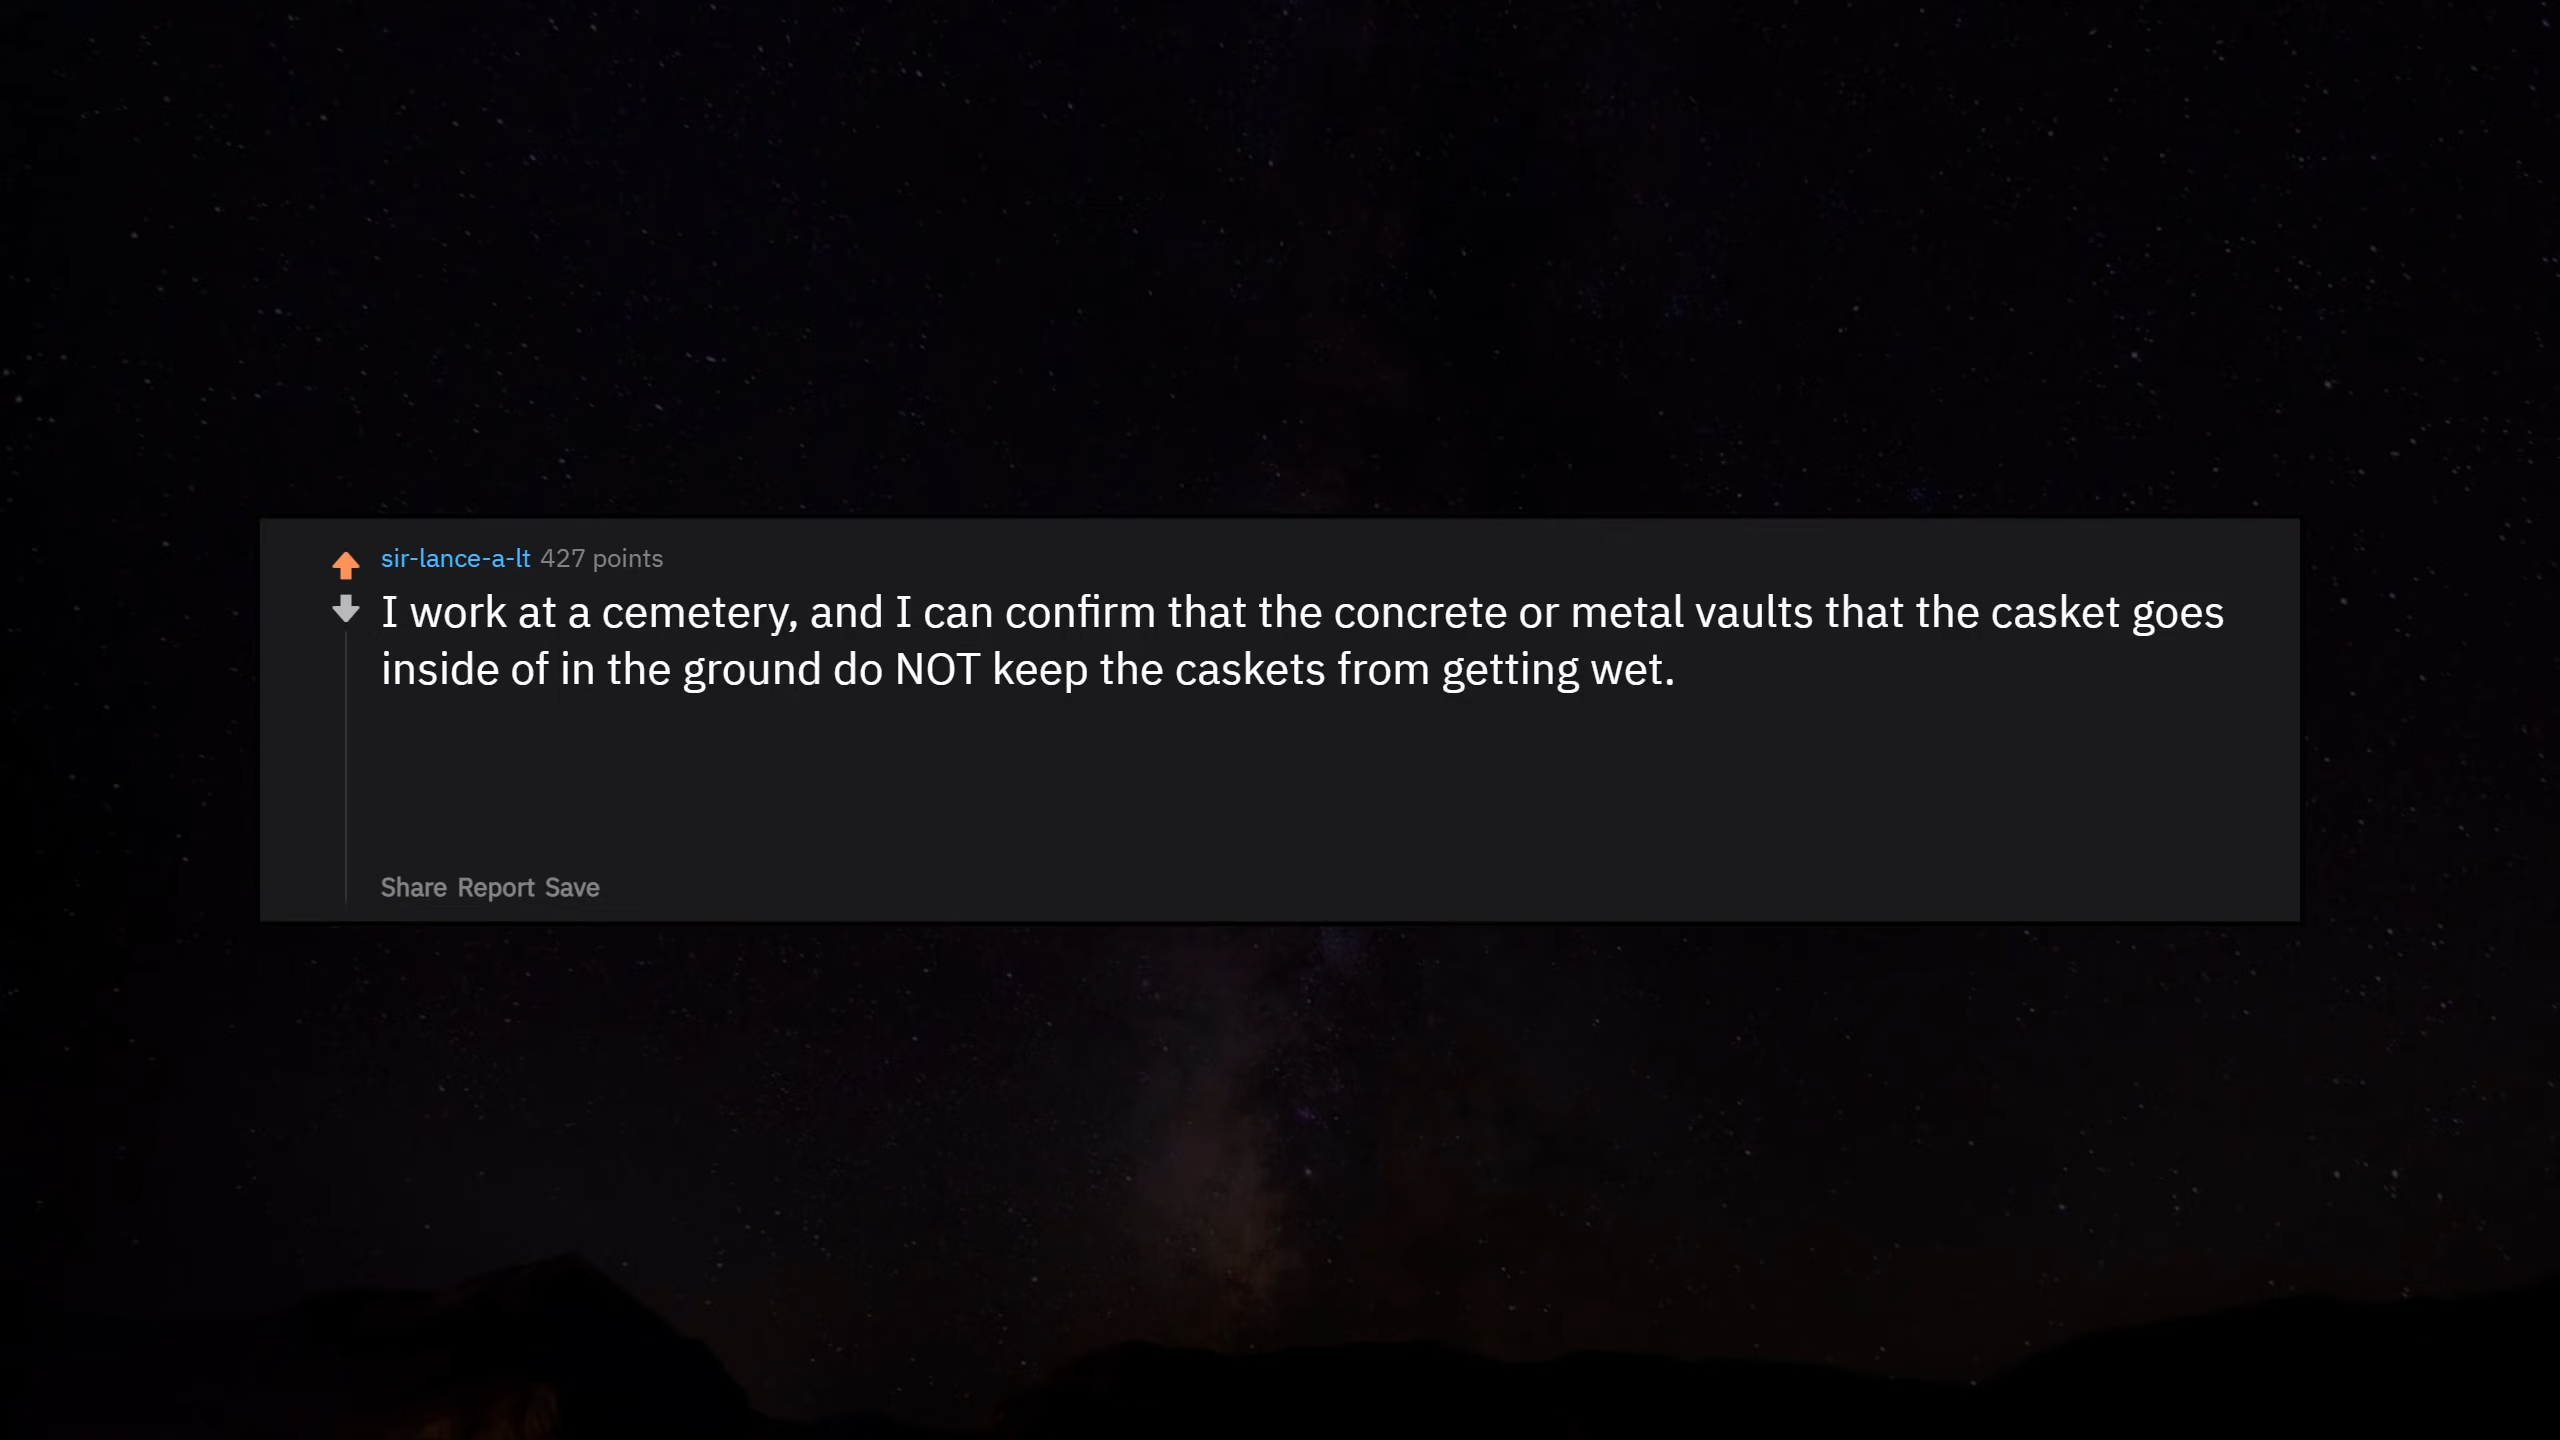 sir-lance-a-lt 427 points
I work at a cemetery, and I can confirm that the concrete or metal vaults that the casket goes
inside of in the ground do NOT keep the caskets from getting wet.
Share Report Save